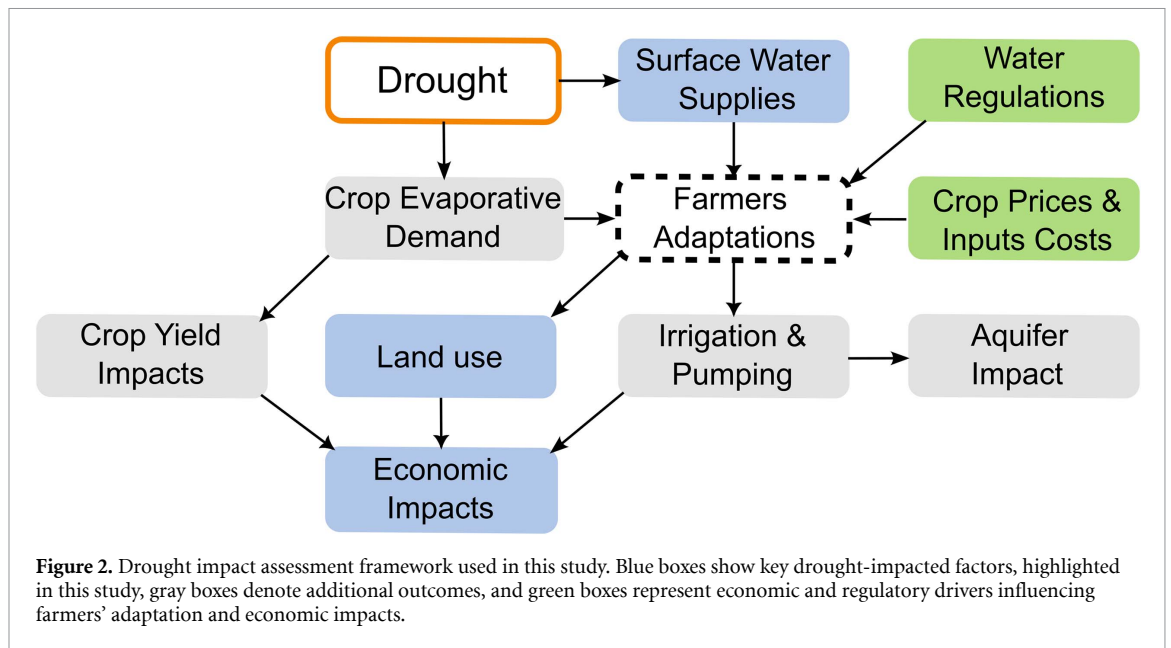 Drought
Surface Water
Supplies
Water
Regulations
Crop Evaporative
Demand
Farmers
Adaptations
Crop Prices &
Inputs Costs
Crop Yield
Impacts
Land use
Irrigation &
Pumping
Aquifer
Impact
Economic
Impacts
Figure 2. Drought impact assessment framework used in this study. Blue boxes show key drought-impacted factors, highlighted
in this study, gray boxes denote additional outcomes, and green boxes represent economic and regulatory drivers influencing
farmers’ adaptation and economic impacts.